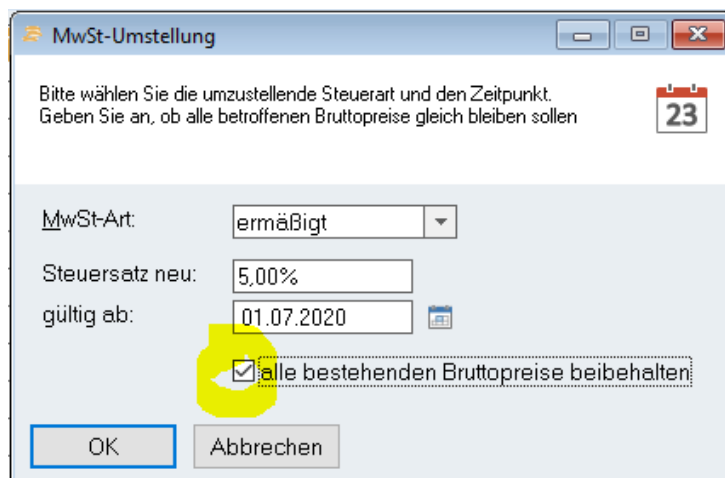 MwSt-Umstellung
Bitte wählen Sie die umzustellende Steuerart und den Zeitpunkt.
Geben Sie an, ob alle betroffenen Bruttopreise gleich bleiben sollen
23
MwSt-Art: ermäßigt
Steuersatz neu: 5,00%
gültig ab: 01.07.2020
alle bestehenden Bruttopreise beibehalten
OK Abbrechen